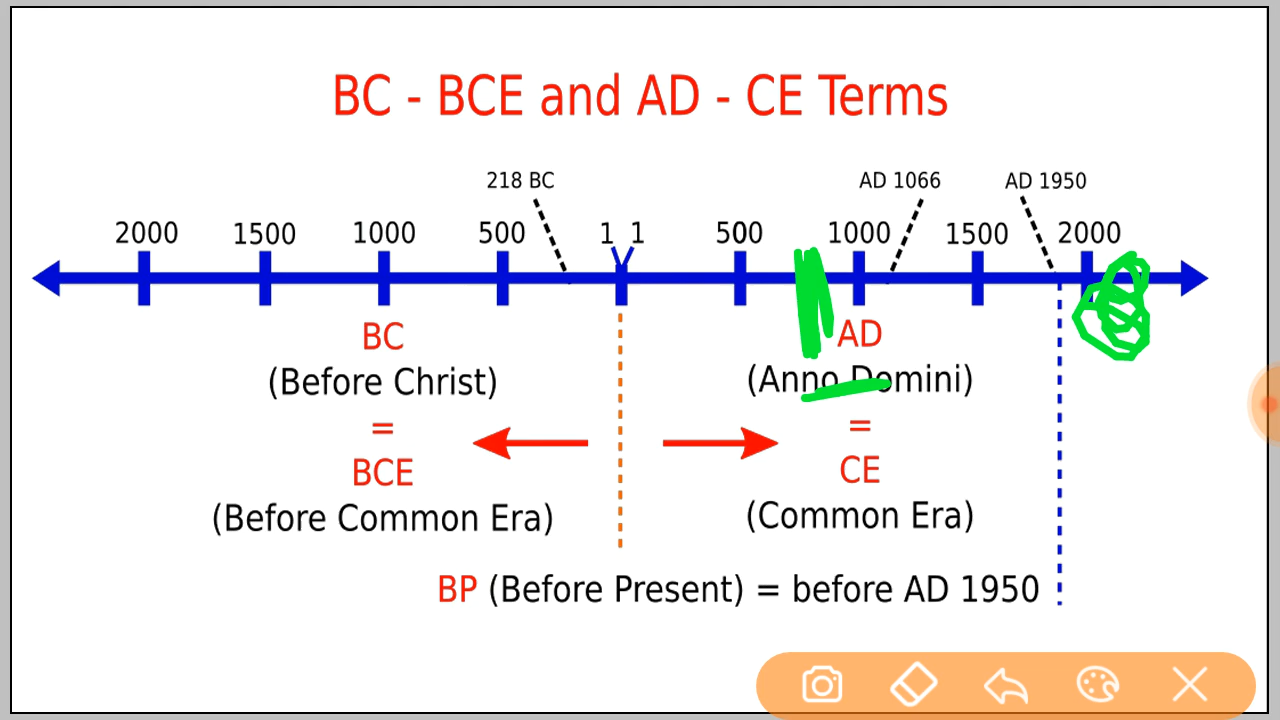 BC - BCE and AD - CE Terms
218 BC AD 1066 AD 1950
2000 1500 1000 500 1 1 500 1000 1500 2000
BC
(Before Christ)
=
BCE
(Before Common Era)
AD
(Anno Domini)
=
CE
(Common Era)
BP (Before Present) = before AD 1950